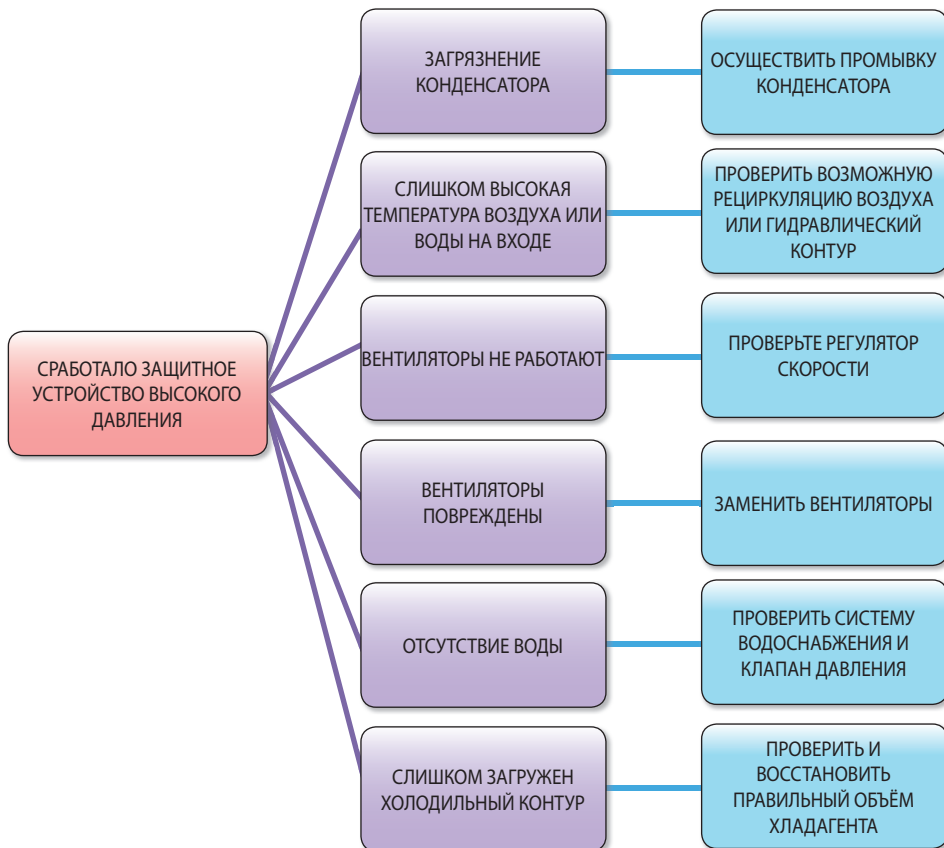 СРАБОТАЛО ЗАЩИТНОЕ
УСТРОЙСТВО ВЫСОКОГО
ДАВЛЕНИЯ
ЗАГРЯЗНЕНИЕ
КОНДЕНСАТОРА
ОСУЩЕСТВИТЬ ПРОМЫВКУ
КОНДЕНСАТОРА
СЛИШКОМ ВЫСОКАЯ
ТЕМПЕРАТУРА ВОЗДУХА ИЛИ
ВОДЫ НА ВХОДЕ
ПРОВЕРИТЬ ВОЗМОЖНУЮ
РЕЦИРКУЛЯЦИЮ ВОЗДУХА
ИЛИ ГИДРАВЛИЧЕСКИЙ
КОНТУР
ВЕНТИЛЯТОРЫ НЕ РАБОТАЮТ
ПРОВЕРЬТЕ РЕГУЛЯТОР
СКОРОСТИ
ВЕНТИЛЯТОРЫ
ПОВРЕЖДЕНЫ
ЗАМЕНИТЬ ВЕНТИЛЯТОРЫ
ОТСУТСТВИЕ ВОДЫ
ПРОВЕРИТЬ СИСТЕМУ
ВОДОСНАБЖЕНИЯ И
КЛАПАН ДАВЛЕНИЯ
СЛИШКОМ ЗАГРУЖЕН
ХОЛОДИЛЬНЫЙ КОНТУР
ПРОВЕРИТЬ И
ВОССТАНОВИТЬ
ПРАВИЛЬНЫЙ ОБЪЁМ
ХЛАДАГЕНТА